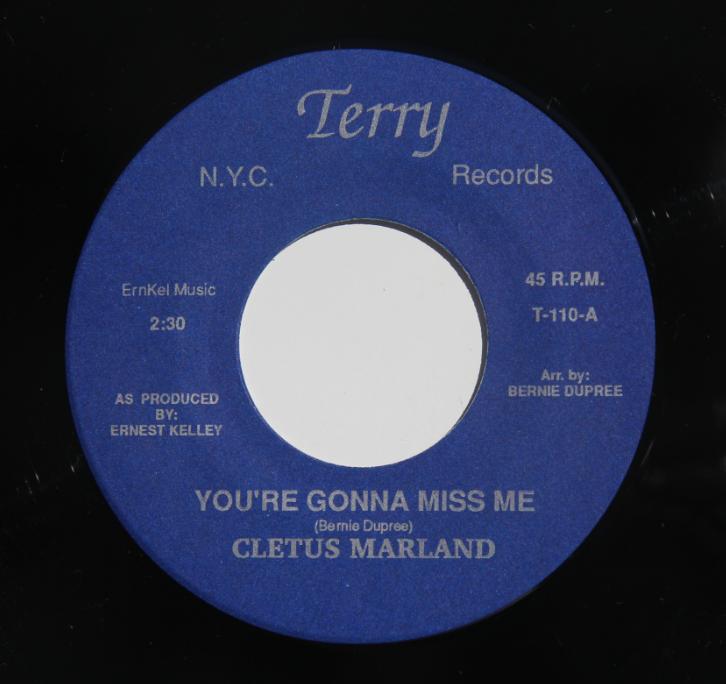 Terry
N.Y.C. Records
ErnKel Music
2:30
AS PRODUCED
BY:
ERNEST KELLEY
45 R.P.M.
T-110-A
Arr. by:
BERNIE DUPREE
YOU'RE GONNA MISS ME
(Bernie Dupree)
CLETUS MARLAND